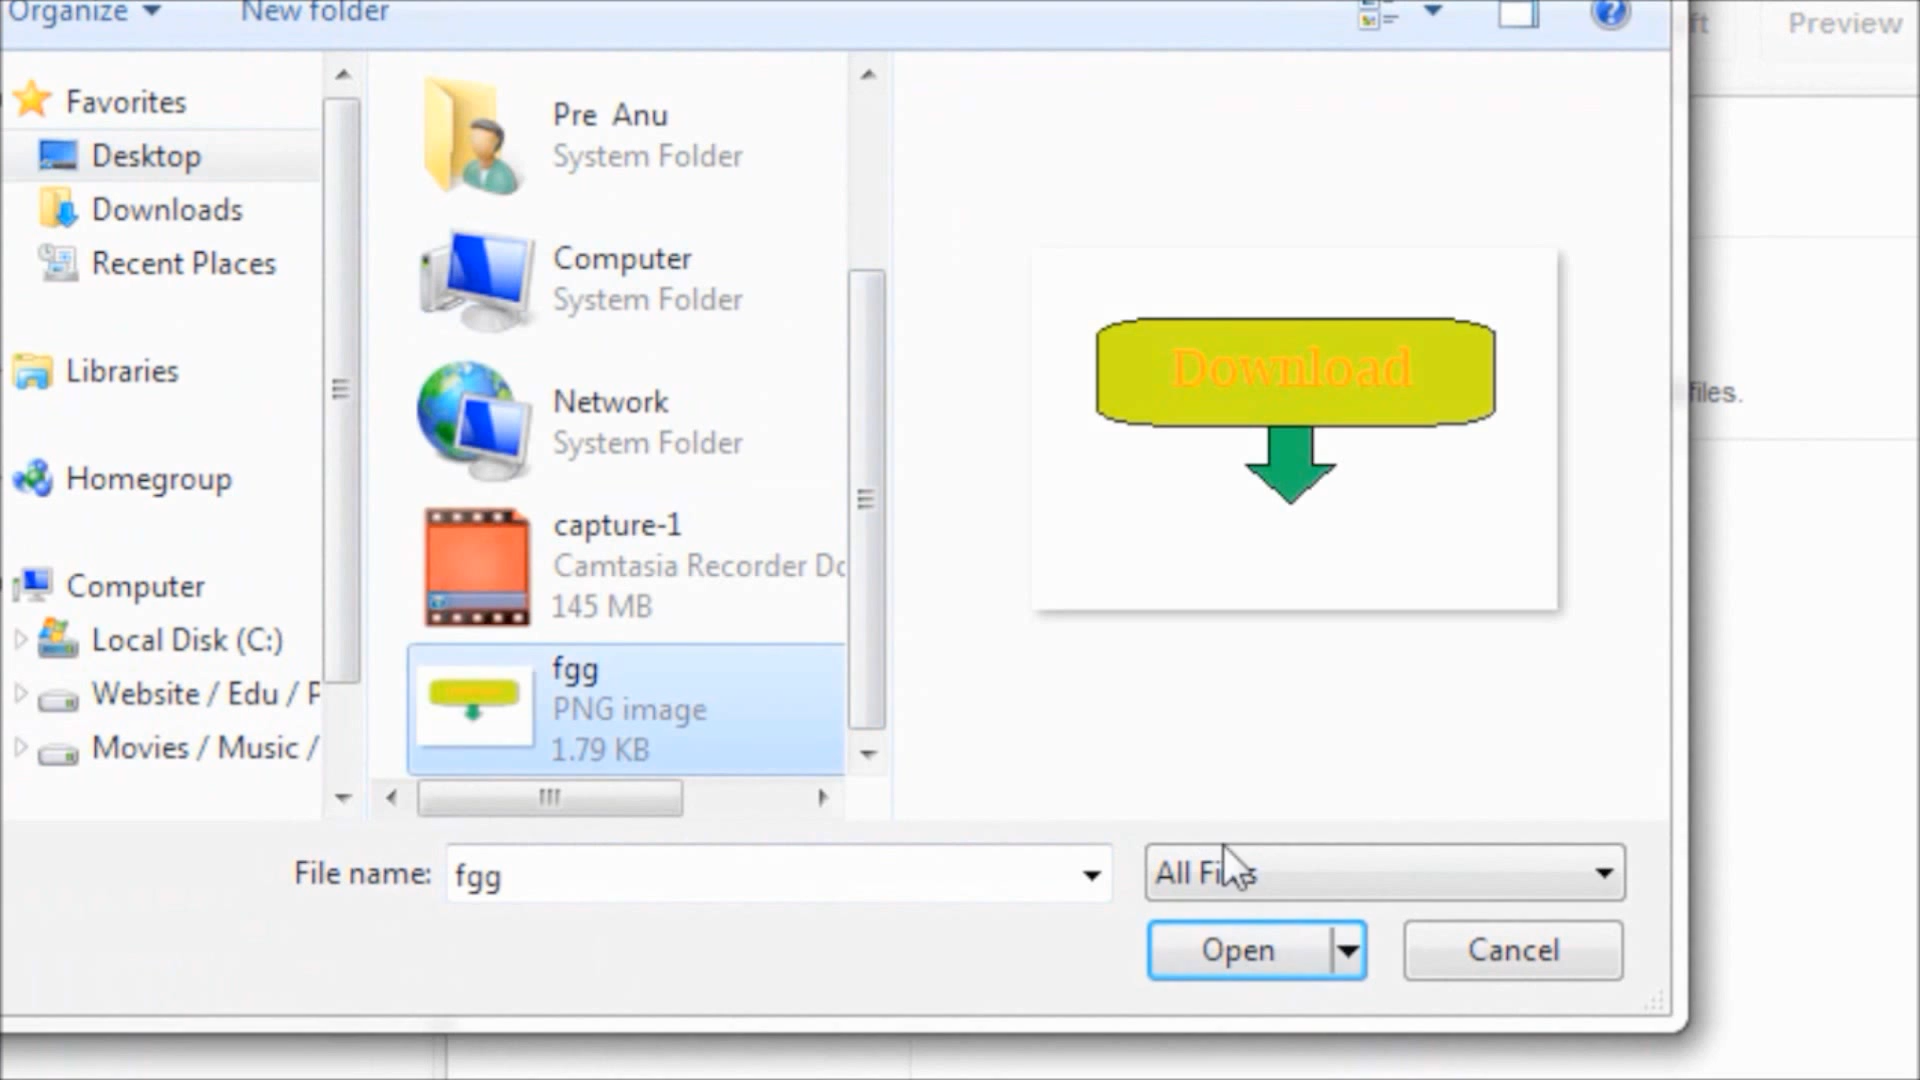 Organize
New folder
Preview
Favorites
Desktop
Downloads
Recent Places
Libraries
Homegroup
Computer
Local Disk (C:)
Website / Edu / P
Movies / Music /
Pre Anu
System Folder
Computer
System Folder
Network
System Folder
capture-1
Camtasia Recorder Do
145 MB
fgg
PNG image
1.79 KB
Download
files.
File name:
fgg
All Files
Open
Cancel